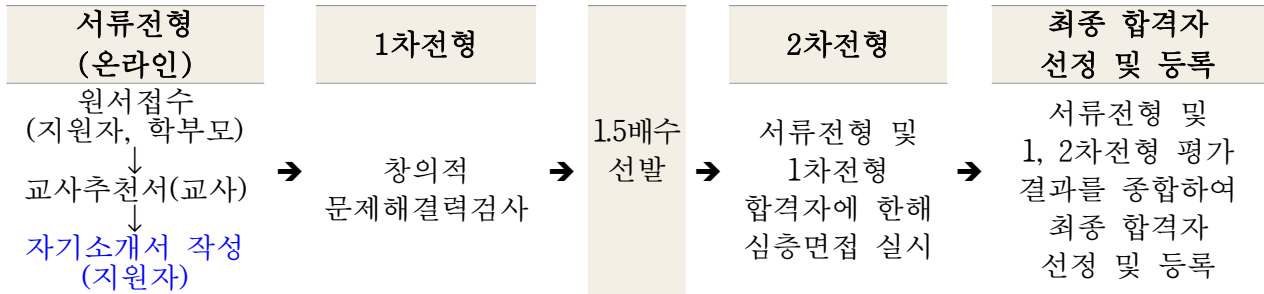 서류전형
(온라인)
원서접수
(지원자, 학부모)
↓
교사추천서(교사)
↓
자기소개서 작성
(지원자)
➔
1차전형
창의적
문제해결력검사
➔
1.5배수
선발
➔
2차전형
서류전형 및
1차전형
합격자에 한해
심층면접 실시
➔
최종 합격자
선정 및 등록
서류전형 및
1, 2차전형 평가
결과를 종합하여
최종 합격자
선정 및 등록